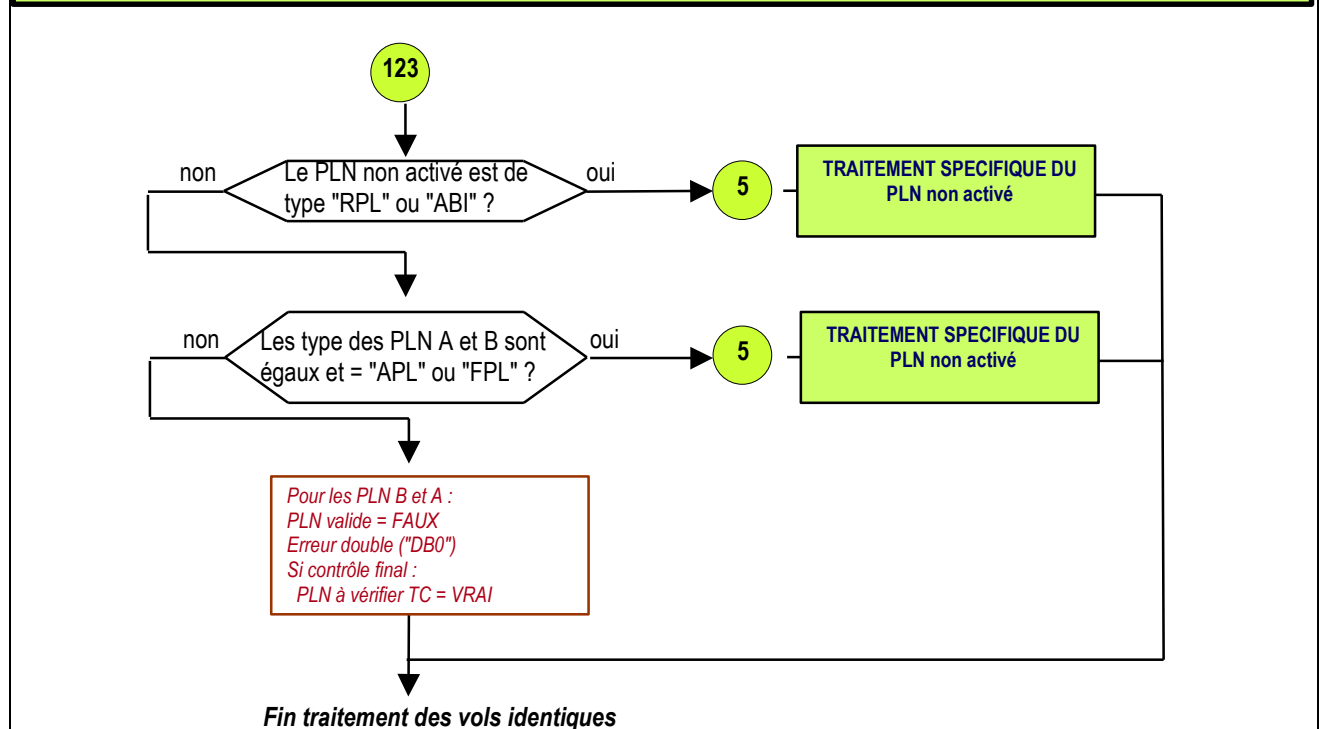 123
non
Le PLN non activé est de
type "RPL" ou "ABI" ?
oui
5
TRAITEMENT SPECIFIQUE DU
PLN non activé
non
Les type des PLN A et B sont
égaux et = "APL" ou "FPL" ?
oui
5
TRAITEMENT SPECIFIQUE DU
PLN non activé
Pour les PLN B et A :
PLN valide = FAUX
Erreur double ("DB0")
Si contrôle final :
PLN à vérifier TC = VRAI
Fin traitement des vols identiques